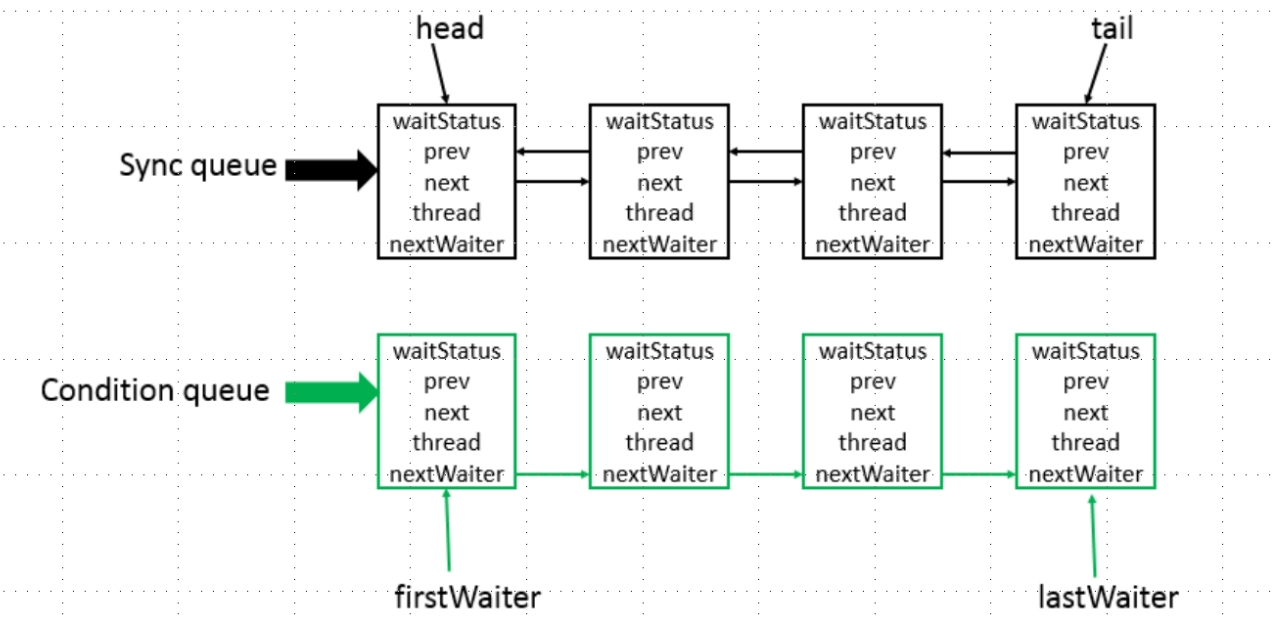 head
tail
Sync queue
waitStatus
prev
next
thread
nextWaiter
waitStatus
prev
next
thread
nextWaiter
waitStatus
prev
next
thread
nextWaiter
waitStatus
prev
next
thread
nextWaiter
Condition queue
waitStatus
prev
next
thread
nextWaiter
waitStatus
prev
next
thread
nextWaiter
waitStatus
prev
next
thread
nextWaiter
waitStatus
prev
next
thread
nextWaiter
firstWaiter
lastWaiter